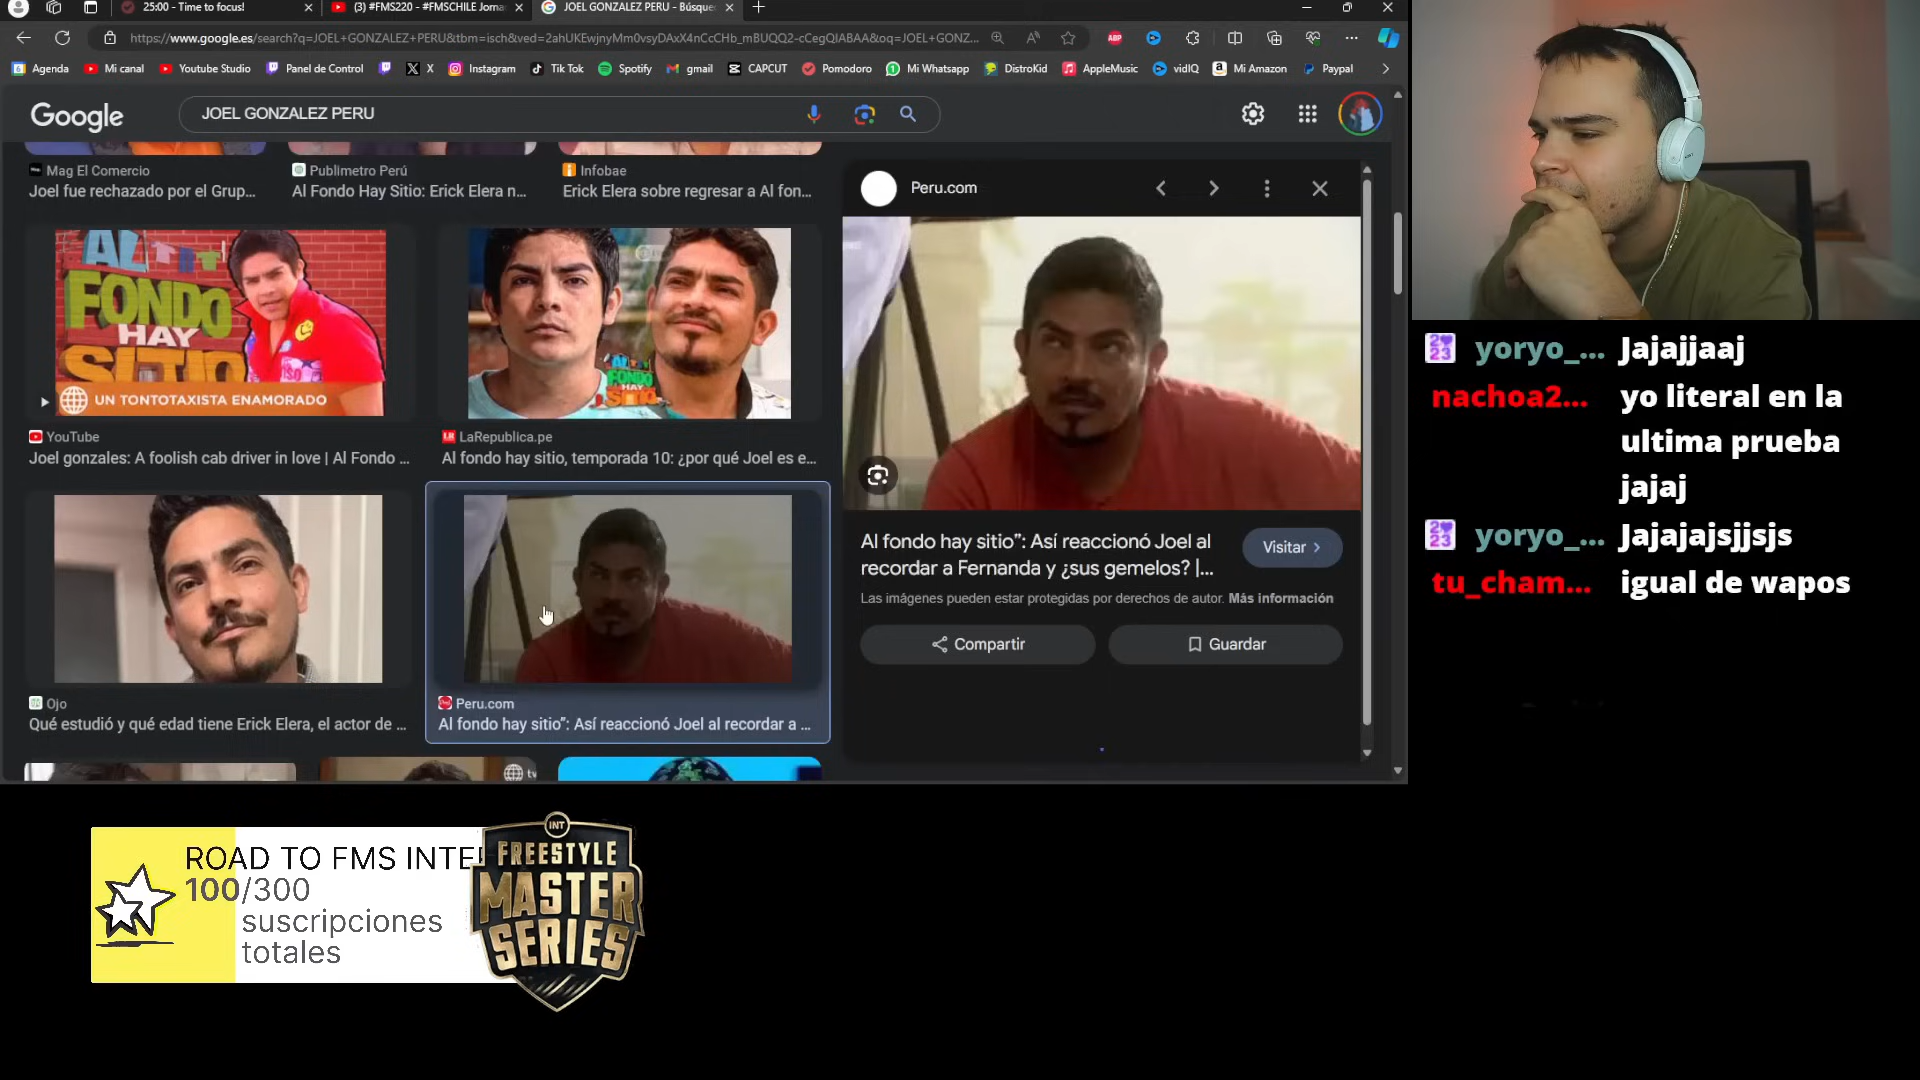 25:00 - Time to focus!
(3) #FMS220 - #FMSCHILE Jorna
JOEL GONZALEZ PERU - Búsque
https://www.google.es/search?q=JOEL+GONZALEZ+PERU&tbm=isch&ved=2ahUKEwjnyMm0vsyDAxX4nCcCHb_mBUQQ2-cCegQIABAA&oq=JOEL+GONZ...
Agenda
Mi canal
Youtube Studio
Panel de Control
X
Instagram
Tik Tok
Spotify
gmail
CAPCUT
Pomodoro
Mi Whatsapp
DistroKid
AppleMusic
vidIQ
Mi Amazon
Paypal
Google
JOEL GONZALEZ PERU
Mag El Comercio
Joel fue rechazado por el Grup...
Publimetro Perú
Al Fondo Hay Sitio: Erick Elera n...
Infobae
Erick Elera sobre regresar a Al fon...
AL
FONDO
HAY
SITIO
UN TONTOTAXISTA ENAMORADO
YouTube
Joel gonzales: A foolish cab driver in love | Al Fondo ...
AL
FONDO
HAY
SITIO
LaRepublica.pe
Al fondo hay sitio, temporada 10: ¿por qué Joel es e...
Ojo
Qué estudió y qué edad tiene Erick Elera, el actor de ...
Peru.com
Al fondo hay sitio”: Así reaccionó Joel al recordar a ...
Peru.com
Al fondo hay sitio”: Así reaccionó Joel al
recordar a Fernanda y ¿sus gemelos? |...
Visitar
Las imágenes pueden estar protegidas por derechos de autor. Más información
Compartir
Guardar
yoryo_... Jajajjaaj
nachoa2... yo literal en la
ultima prueba
jajaj
yoryo_... Jajajajsjjsjs
tu_cham... igual de wapos
ROAD TO FMS INTE
100/300
suscripciones
totales
INT
FREESTYLE
MASTER
SERIES